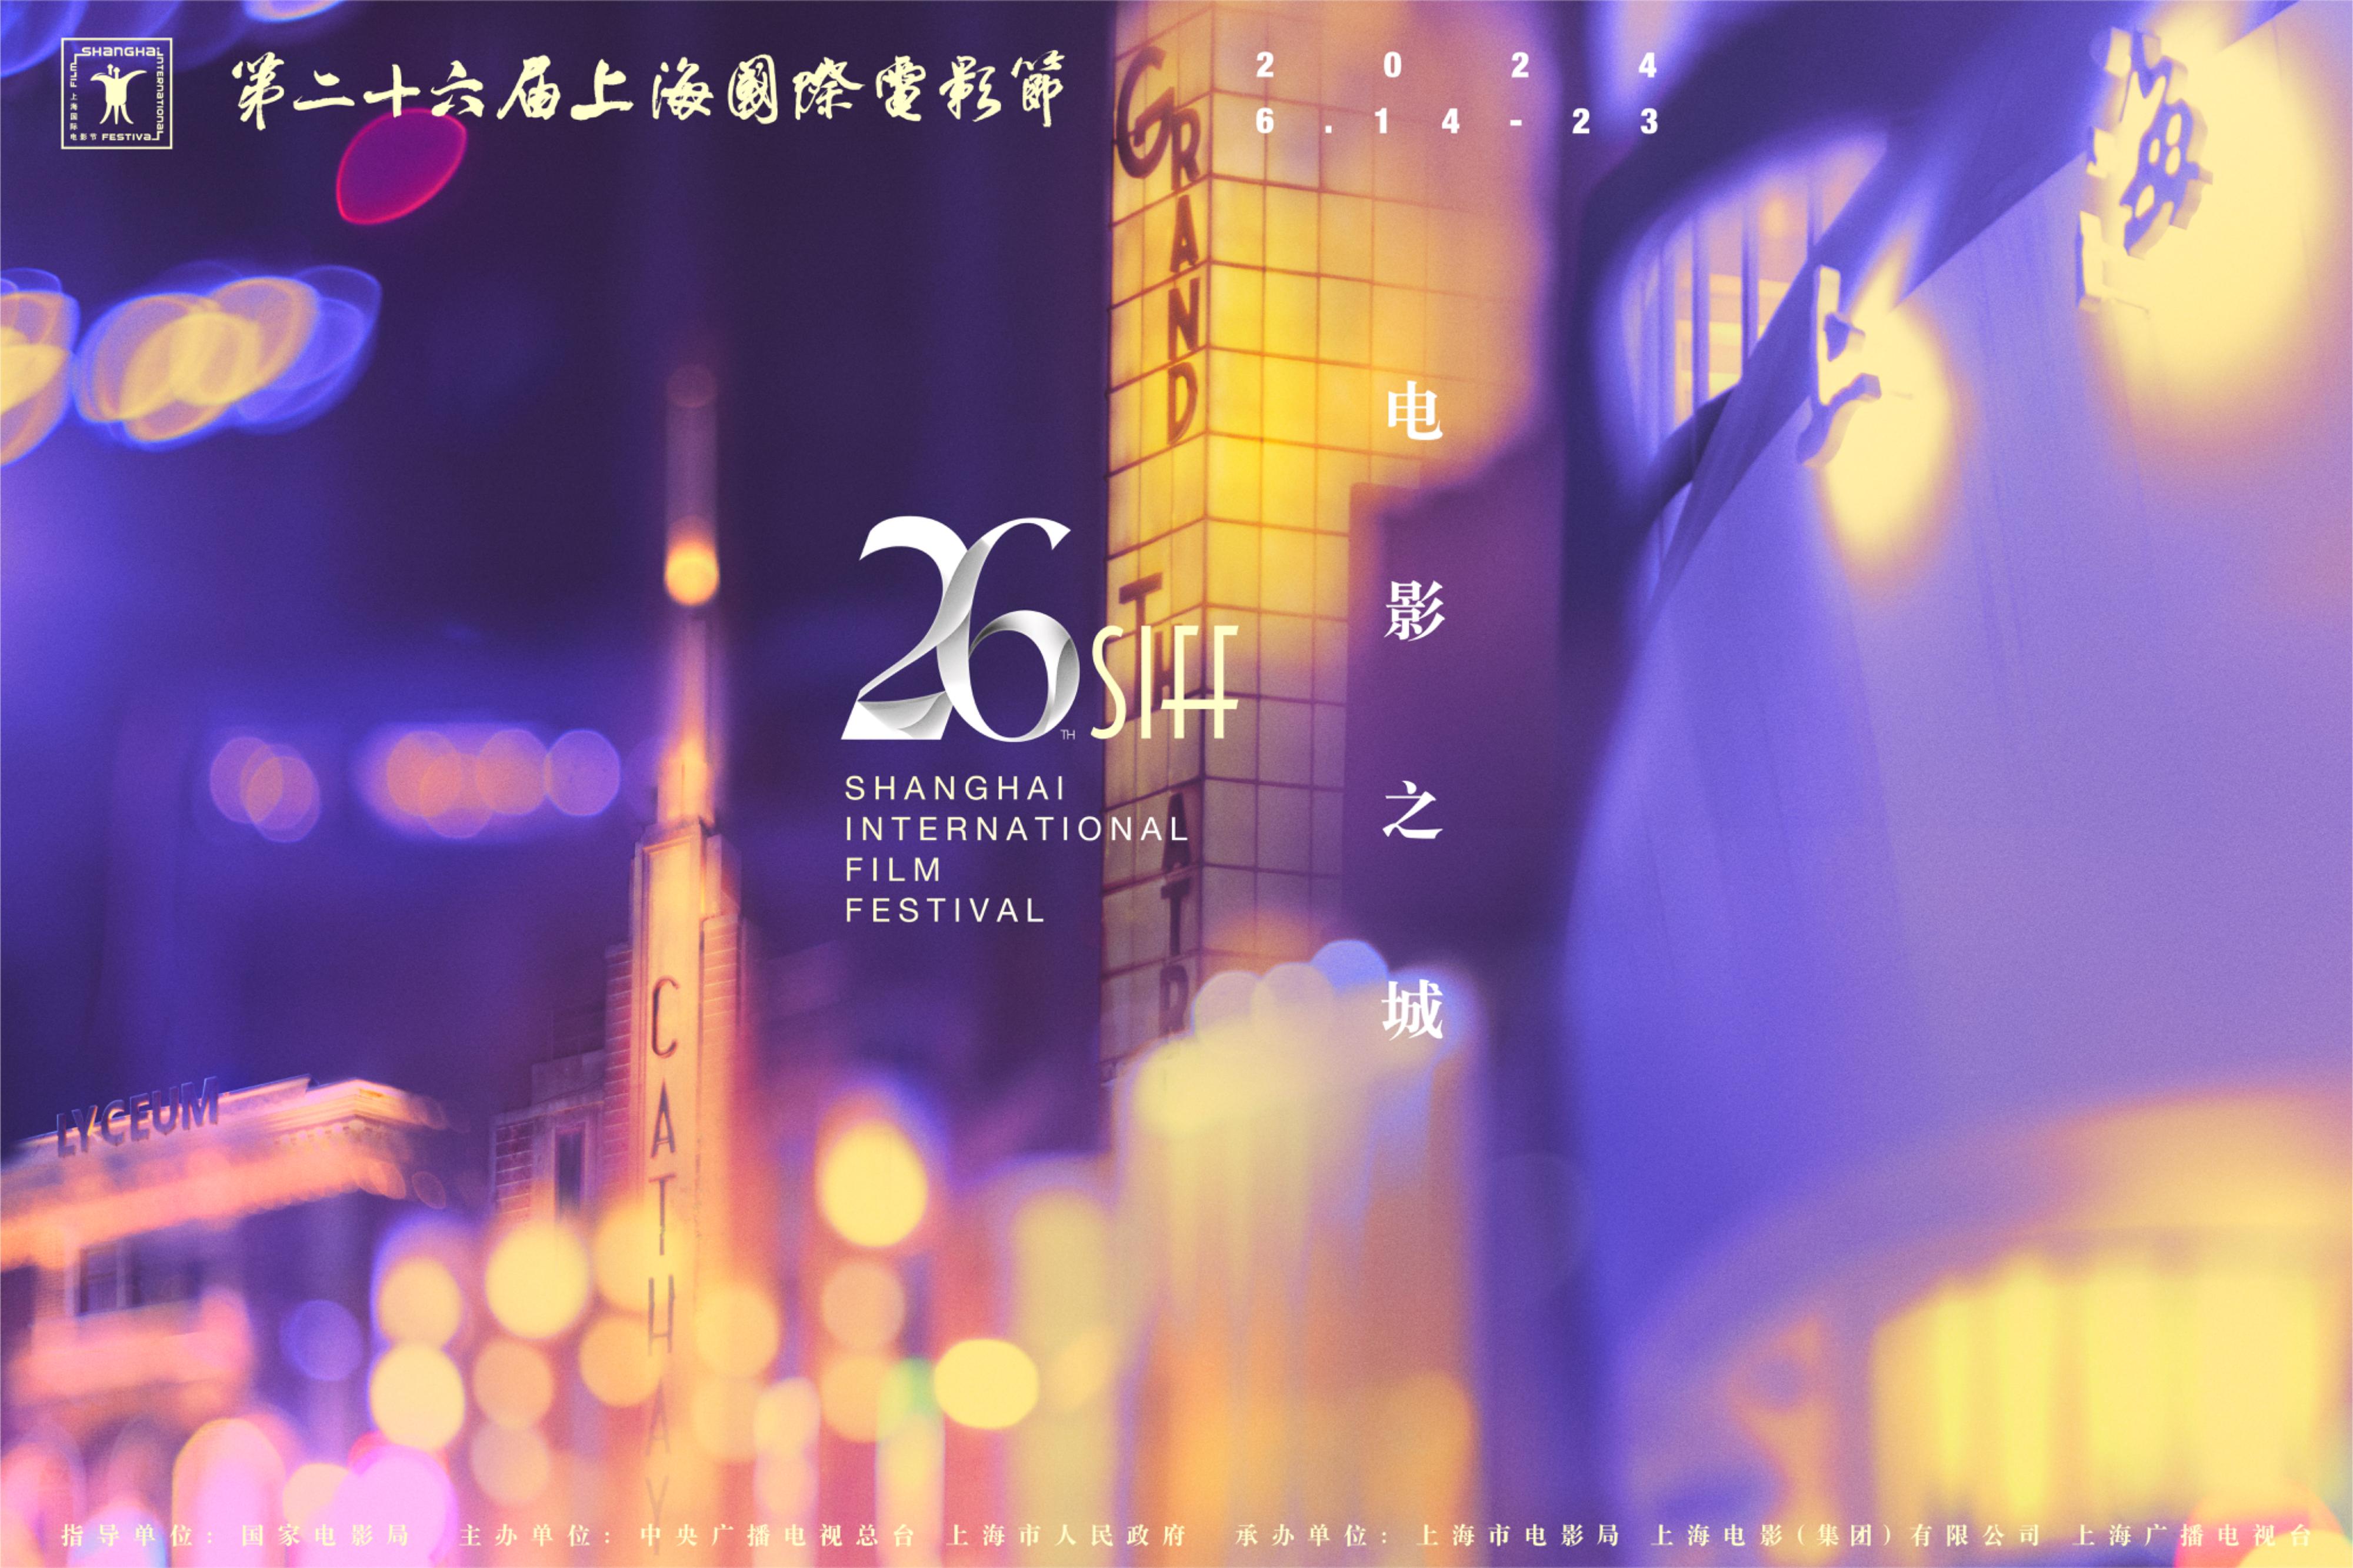 SHANGHAI
INTERNATIONAL
FILM
FESTIVAL
上海国际
电影节
第二十六届上海國際電影節
2024
6.14-23
GRAND
TH
ATR
上海
26TH SIFF
SHANGHAI
INTERNATIONAL
FILM
FESTIVAL
电影之城
LYCEUM
CATHAY
指导单位: 国家电影局 主办单位: 中央广播电视总台 上海市人民政府 承办单位: 上海市电影局 上海电影(集团)有限公司 上海广播电视台